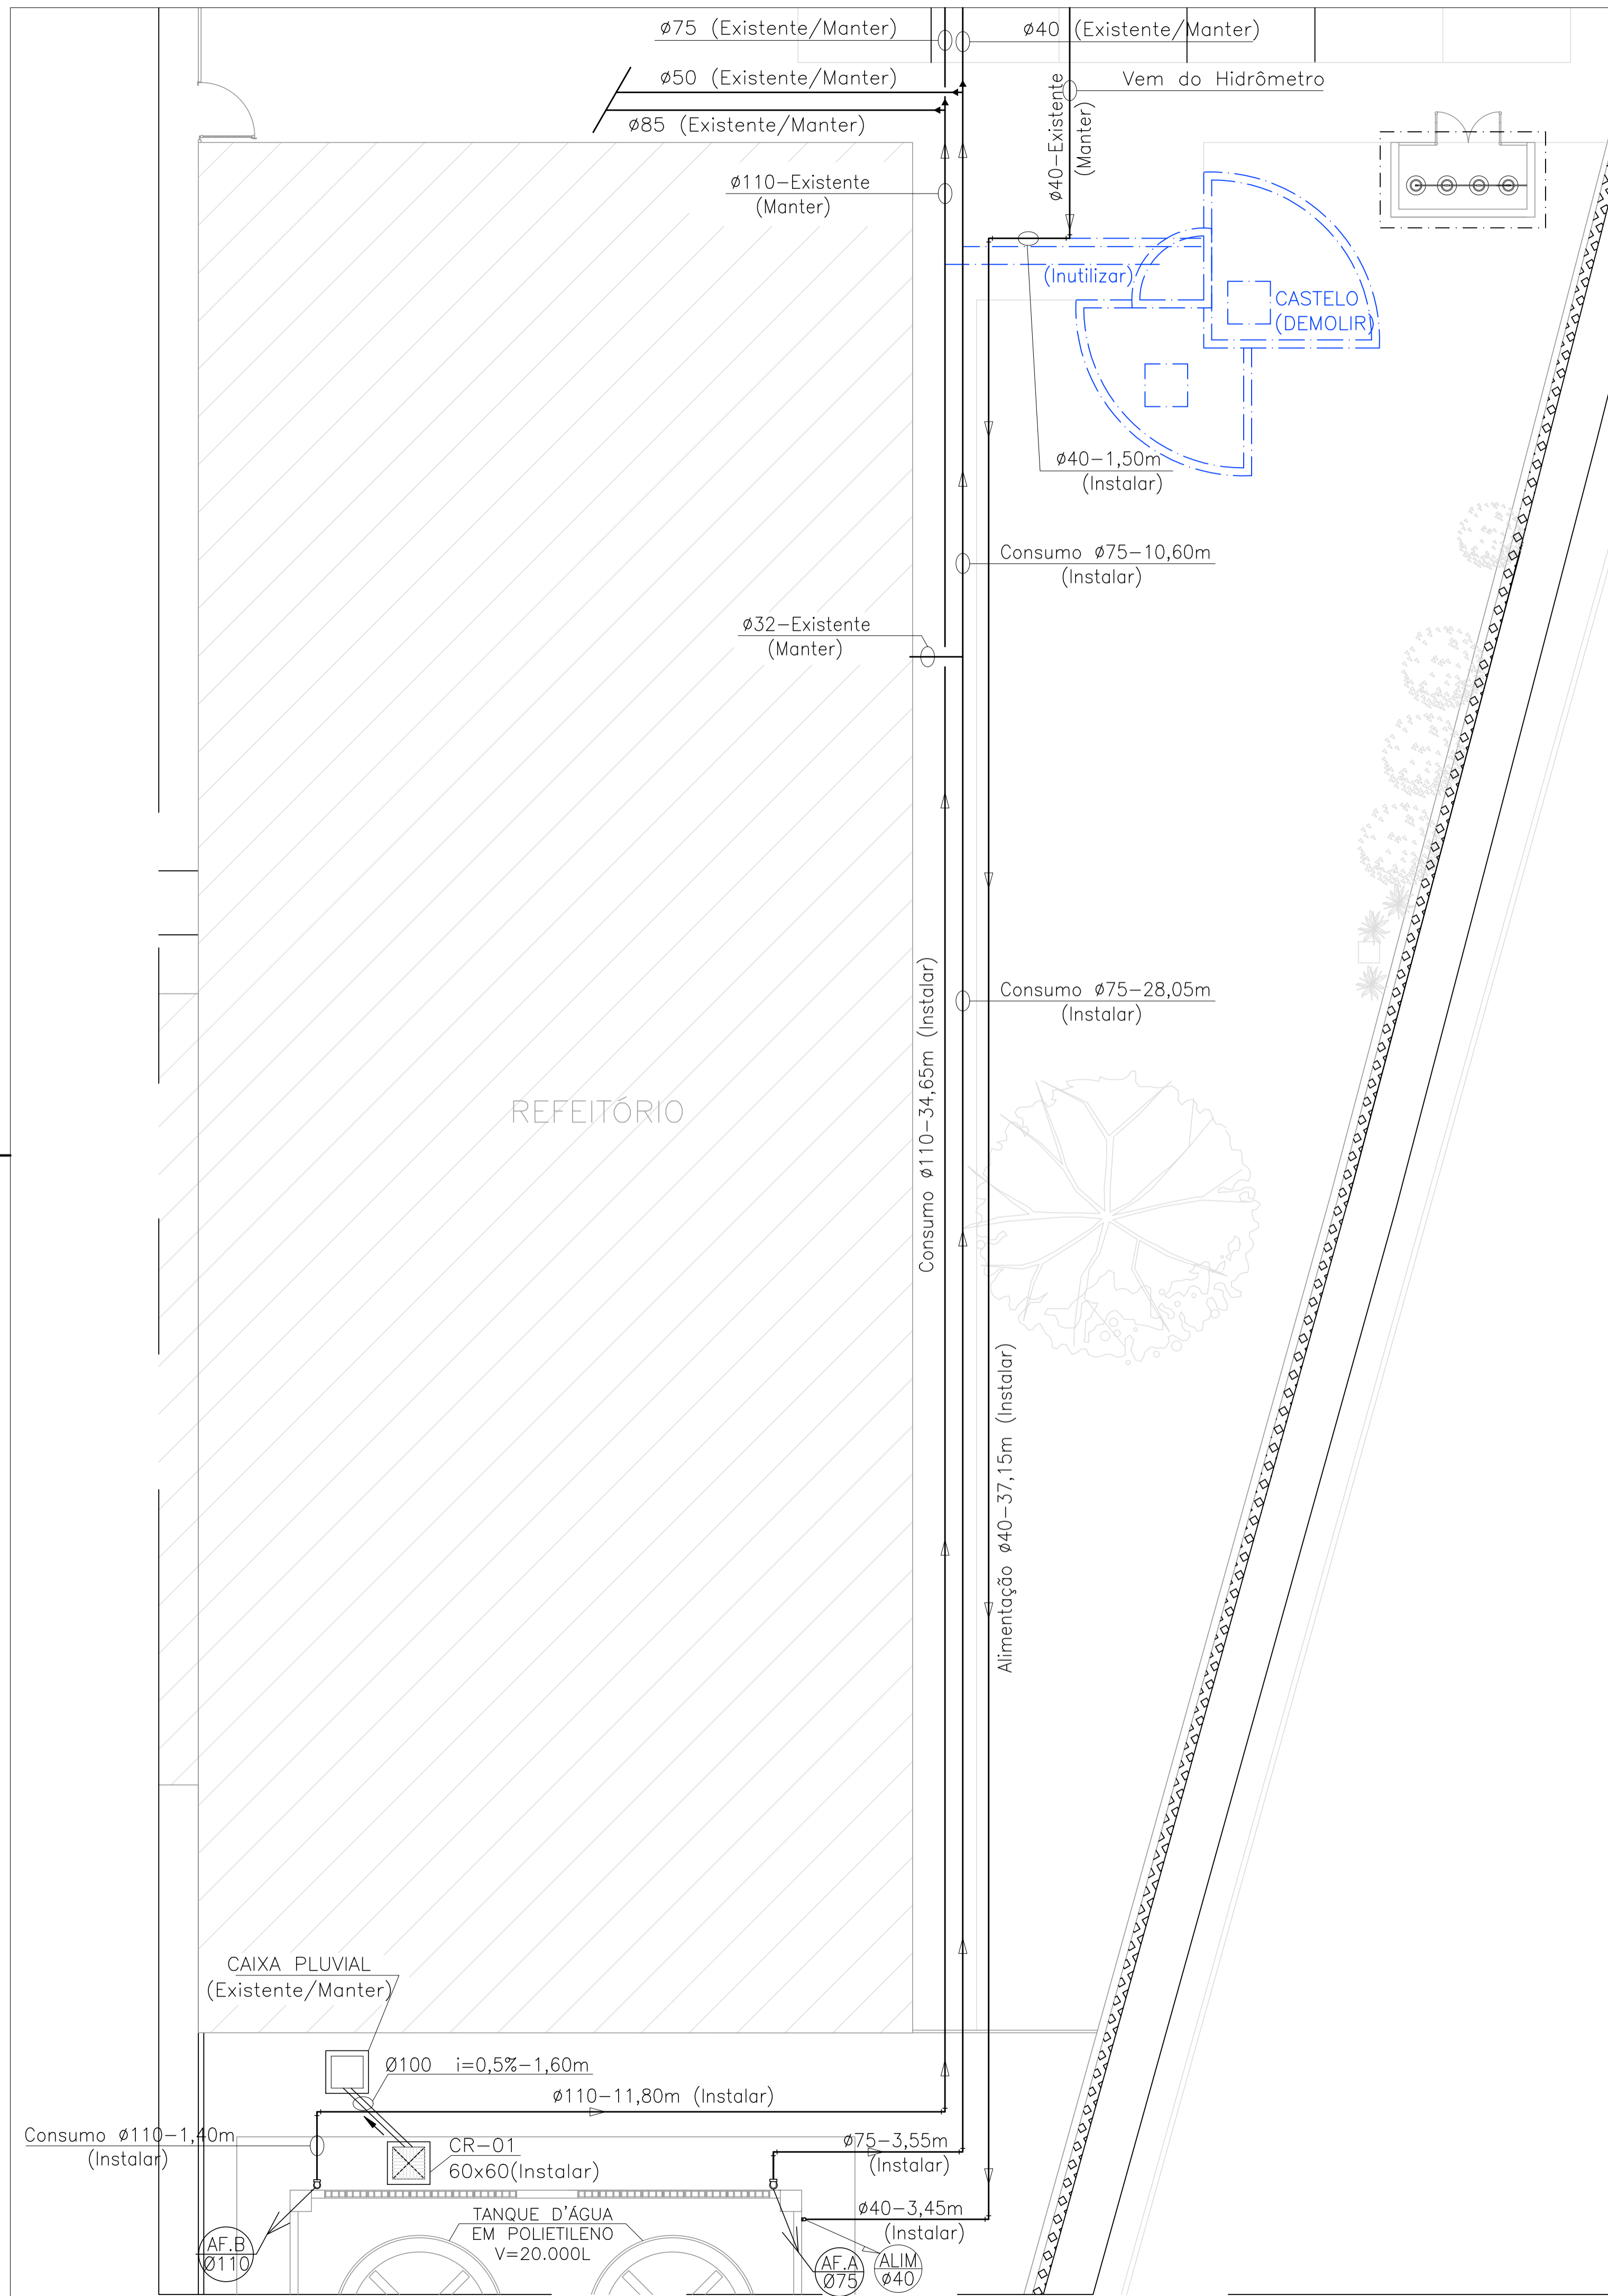 ø75 (Existente/Manter)
ø40 (Existente/Manter)
ø50 (Existente/Manter)
Vem do Hidrômetro
ø85 (Existente/Manter)
ø40-Existente
(Manter)
ø110-Existente
(Manter)
(Inutilizar)
CASTELO
(DEMOLIR)
ø40-1,50m
(Instalar)
Consumo ø75-10,60m
(Instalar)
ø32-Existente
(Manter)
Consumo ø110-34,65m (Instalar)
Consumo ø75-28,05m
(Instalar)
REFEITÓRIO
Alimentação ø40-37,15m (Instalar)
CAIXA PLUVIAL
(Existente/Manter)
Ø100 i=0,5%-1,60m
ø110-11,80m (Instalar)
Consumo ø110-1,40m
(Instalar)
CR-01
60x60(Instalar)
ø75-3,55m
(Instalar)
ø40-3,45m
(Instalar)
TANQUE D'ÁGUA
EM POLIETILENO
V=20.000L
AF.B
Ø110
AF.A
Ø75
ALIM
ø40